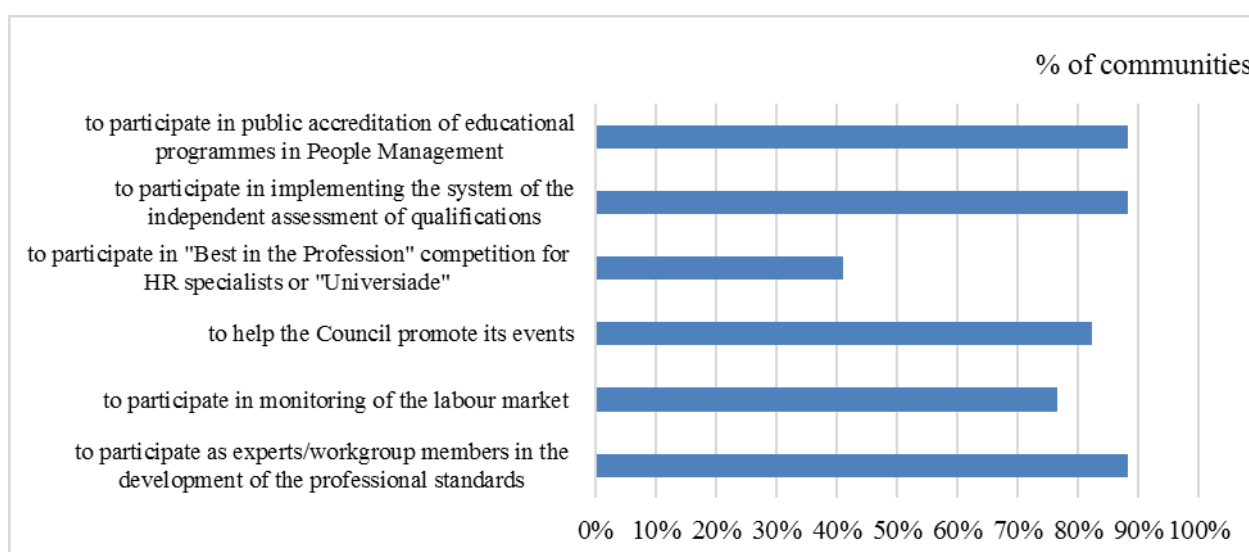 % of communities
to participate in public accreditation of educational
programmes in People Management
to participate in implementing the system of the
independent assessment of qualifications
to participate in "Best in the Profession" competition for
HR specialists or "Universiade"
to help the Council promote its events
to participate in monitoring of the labour market
to participate as experts/workgroup members in the
development of the professional standards
0% 10% 20% 30% 40% 50% 60% 70% 80% 90% 100%